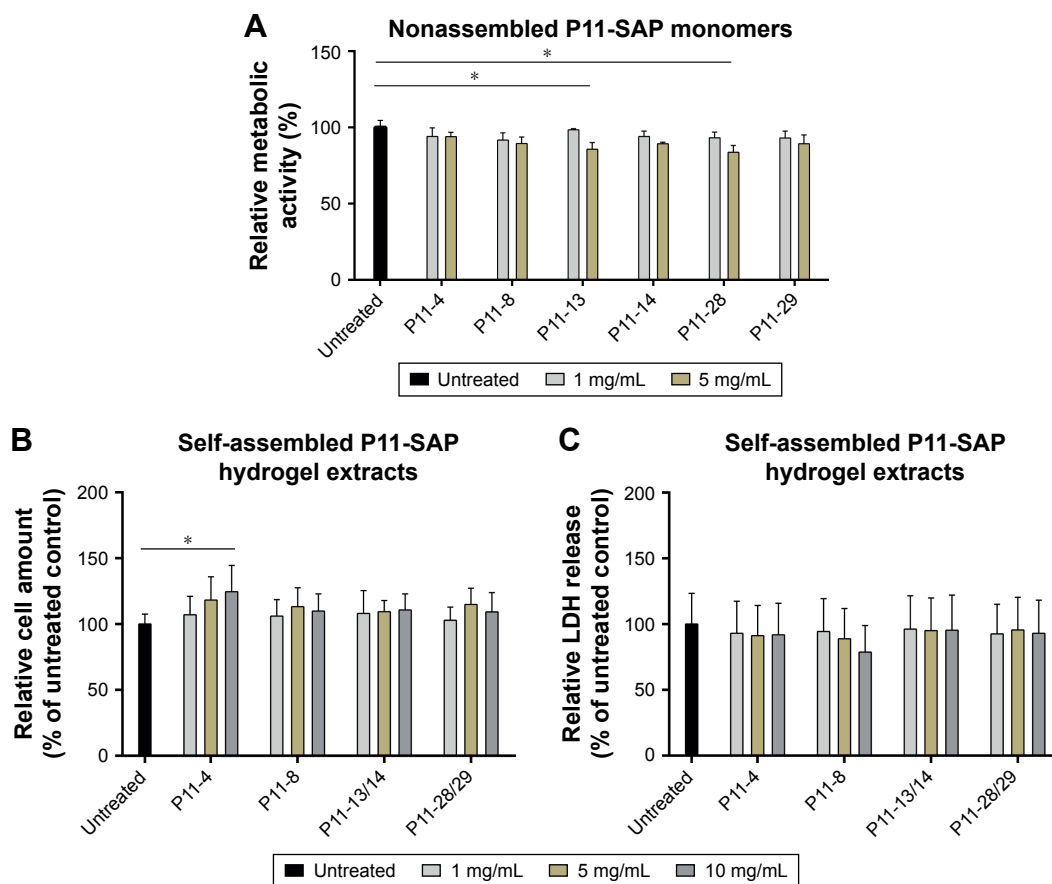 A
Nonassembled P11-SAP monomers
Relative metabolic
activity (%)
150
100
50
0
*
*
Untreated
P11-4
P11-8
P11-13
P11-14
P11-28
P11-29
Untreated 1 mg/mL 5 mg/mL
B
Self-assembled P11-SAP
hydrogel extracts
Relative cell amount
(% of untreated control)
200
150
100
50
0
*
Untreated
P11-4
P11-8
P11-13/14
P11-28/29
C
Self-assembled P11-SAP
hydrogel extracts
Relative LDH release
(% of untreated control)
200
150
100
50
0
Untreated
P11-4
P11-8
P11-13/14
P11-28/29
Untreated 1 mg/mL 5 mg/mL 10 mg/mL